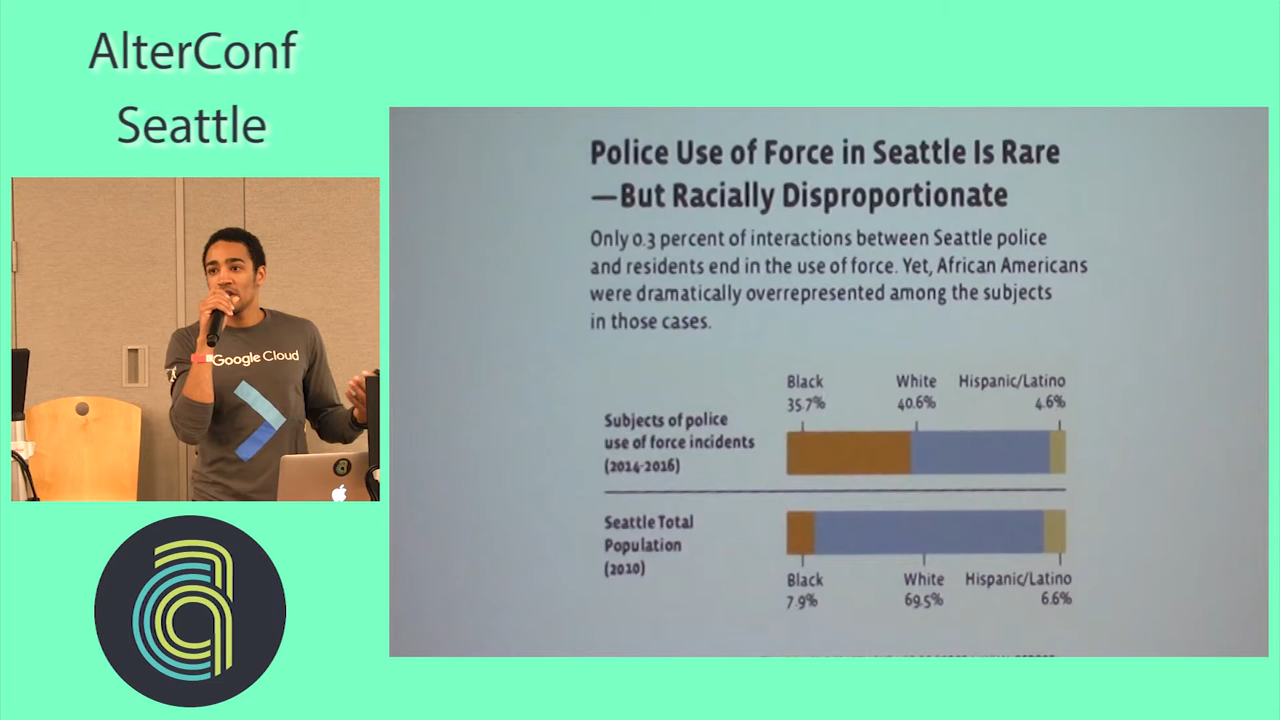 AlterConf
Seattle
Google Cloud
Police Use of Force in Seattle Is Rare
—But Racially Disproportionate
Only 0.3 percent of interactions between Seattle police
and residents end in the use of force. Yet, African Americans
were dramatically overrepresented among the subjects
in those cases.
Black White Hispanic/Latino
35.7% 40.6% 4.6%
Subjects of police
use of force incidents
(2014-2016)
Seattle Total
Population
(2010)
Black White Hispanic/Latino
7.9% 69.5% 6.6%